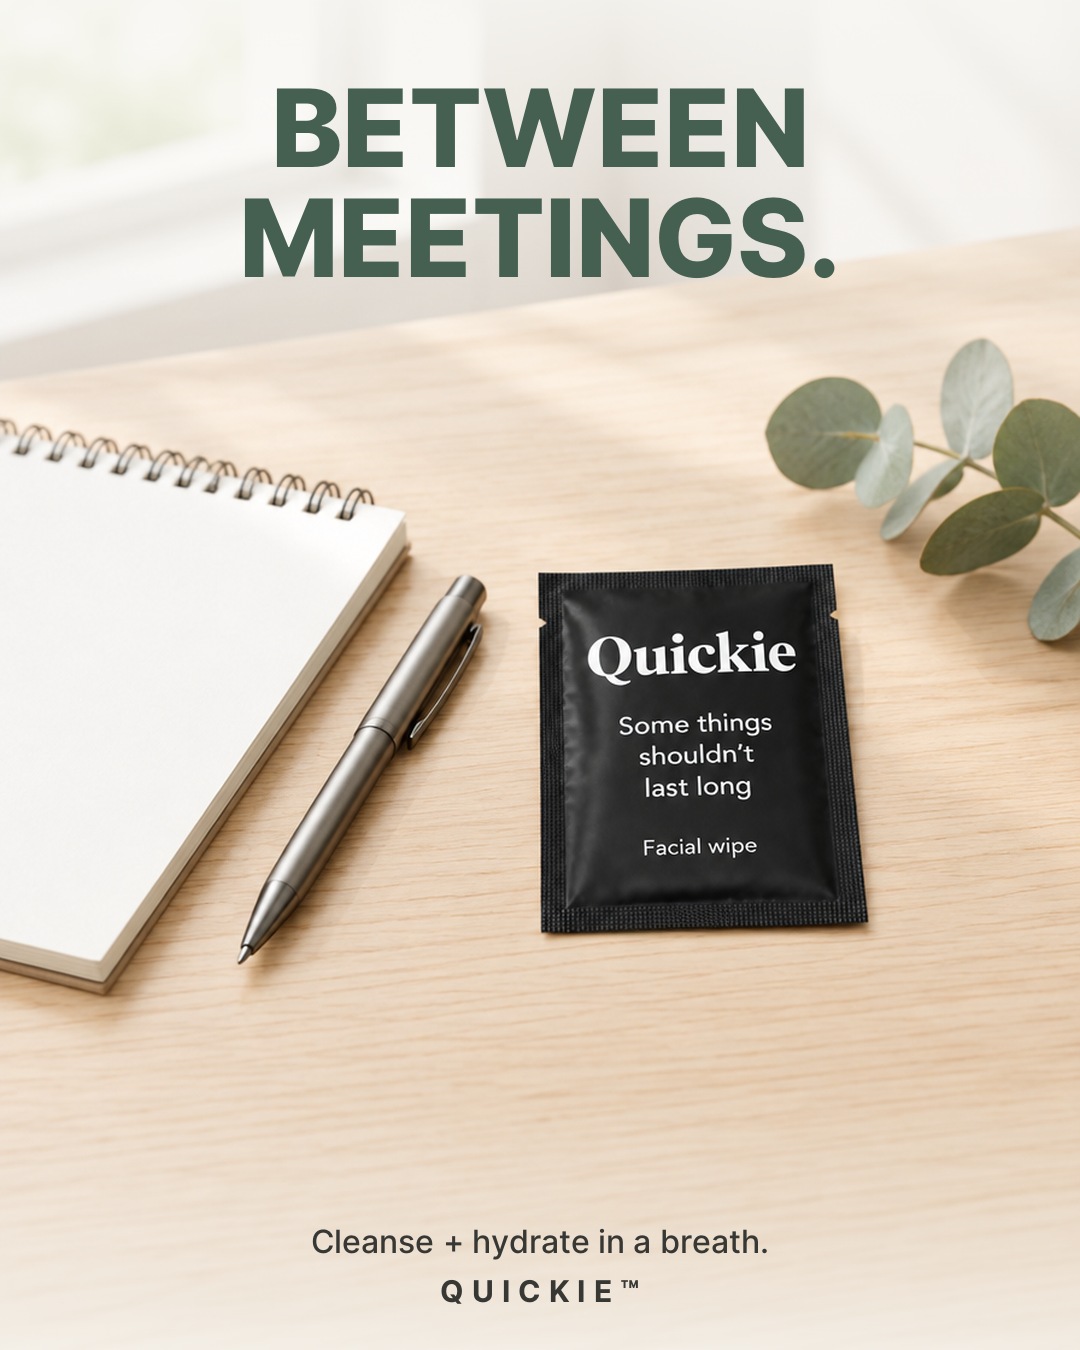 BETWEEN
MEETINGS.
Quickie
Some things
shouldn't
last long
Facial wipe
Cleanse + hydrate in a breath.
QUICKIE™